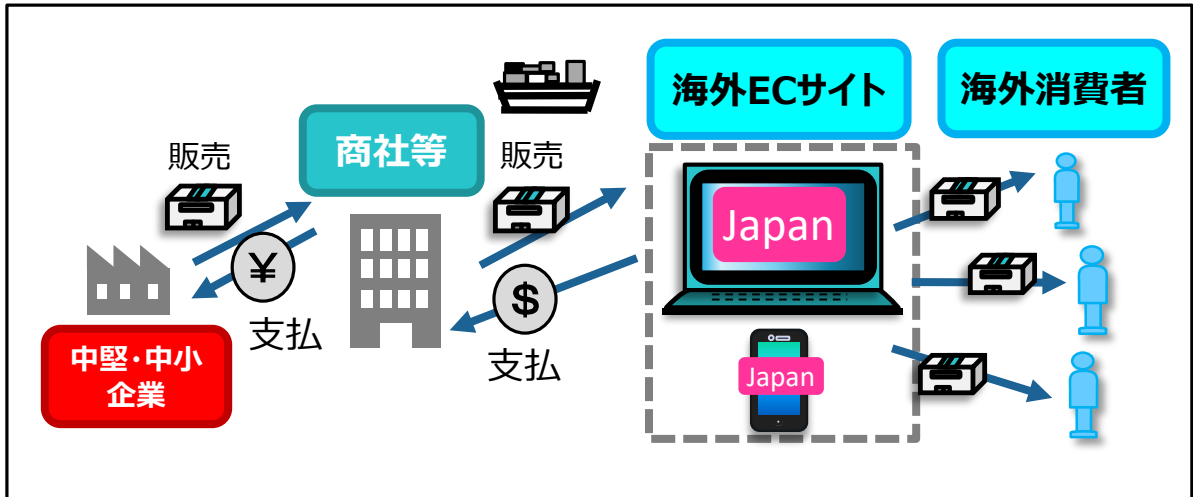 海外ECサイト
海外消費者
商社等
販売
販売
Japan
¥
$
支払
支払
中堅・中小
企業
Japan